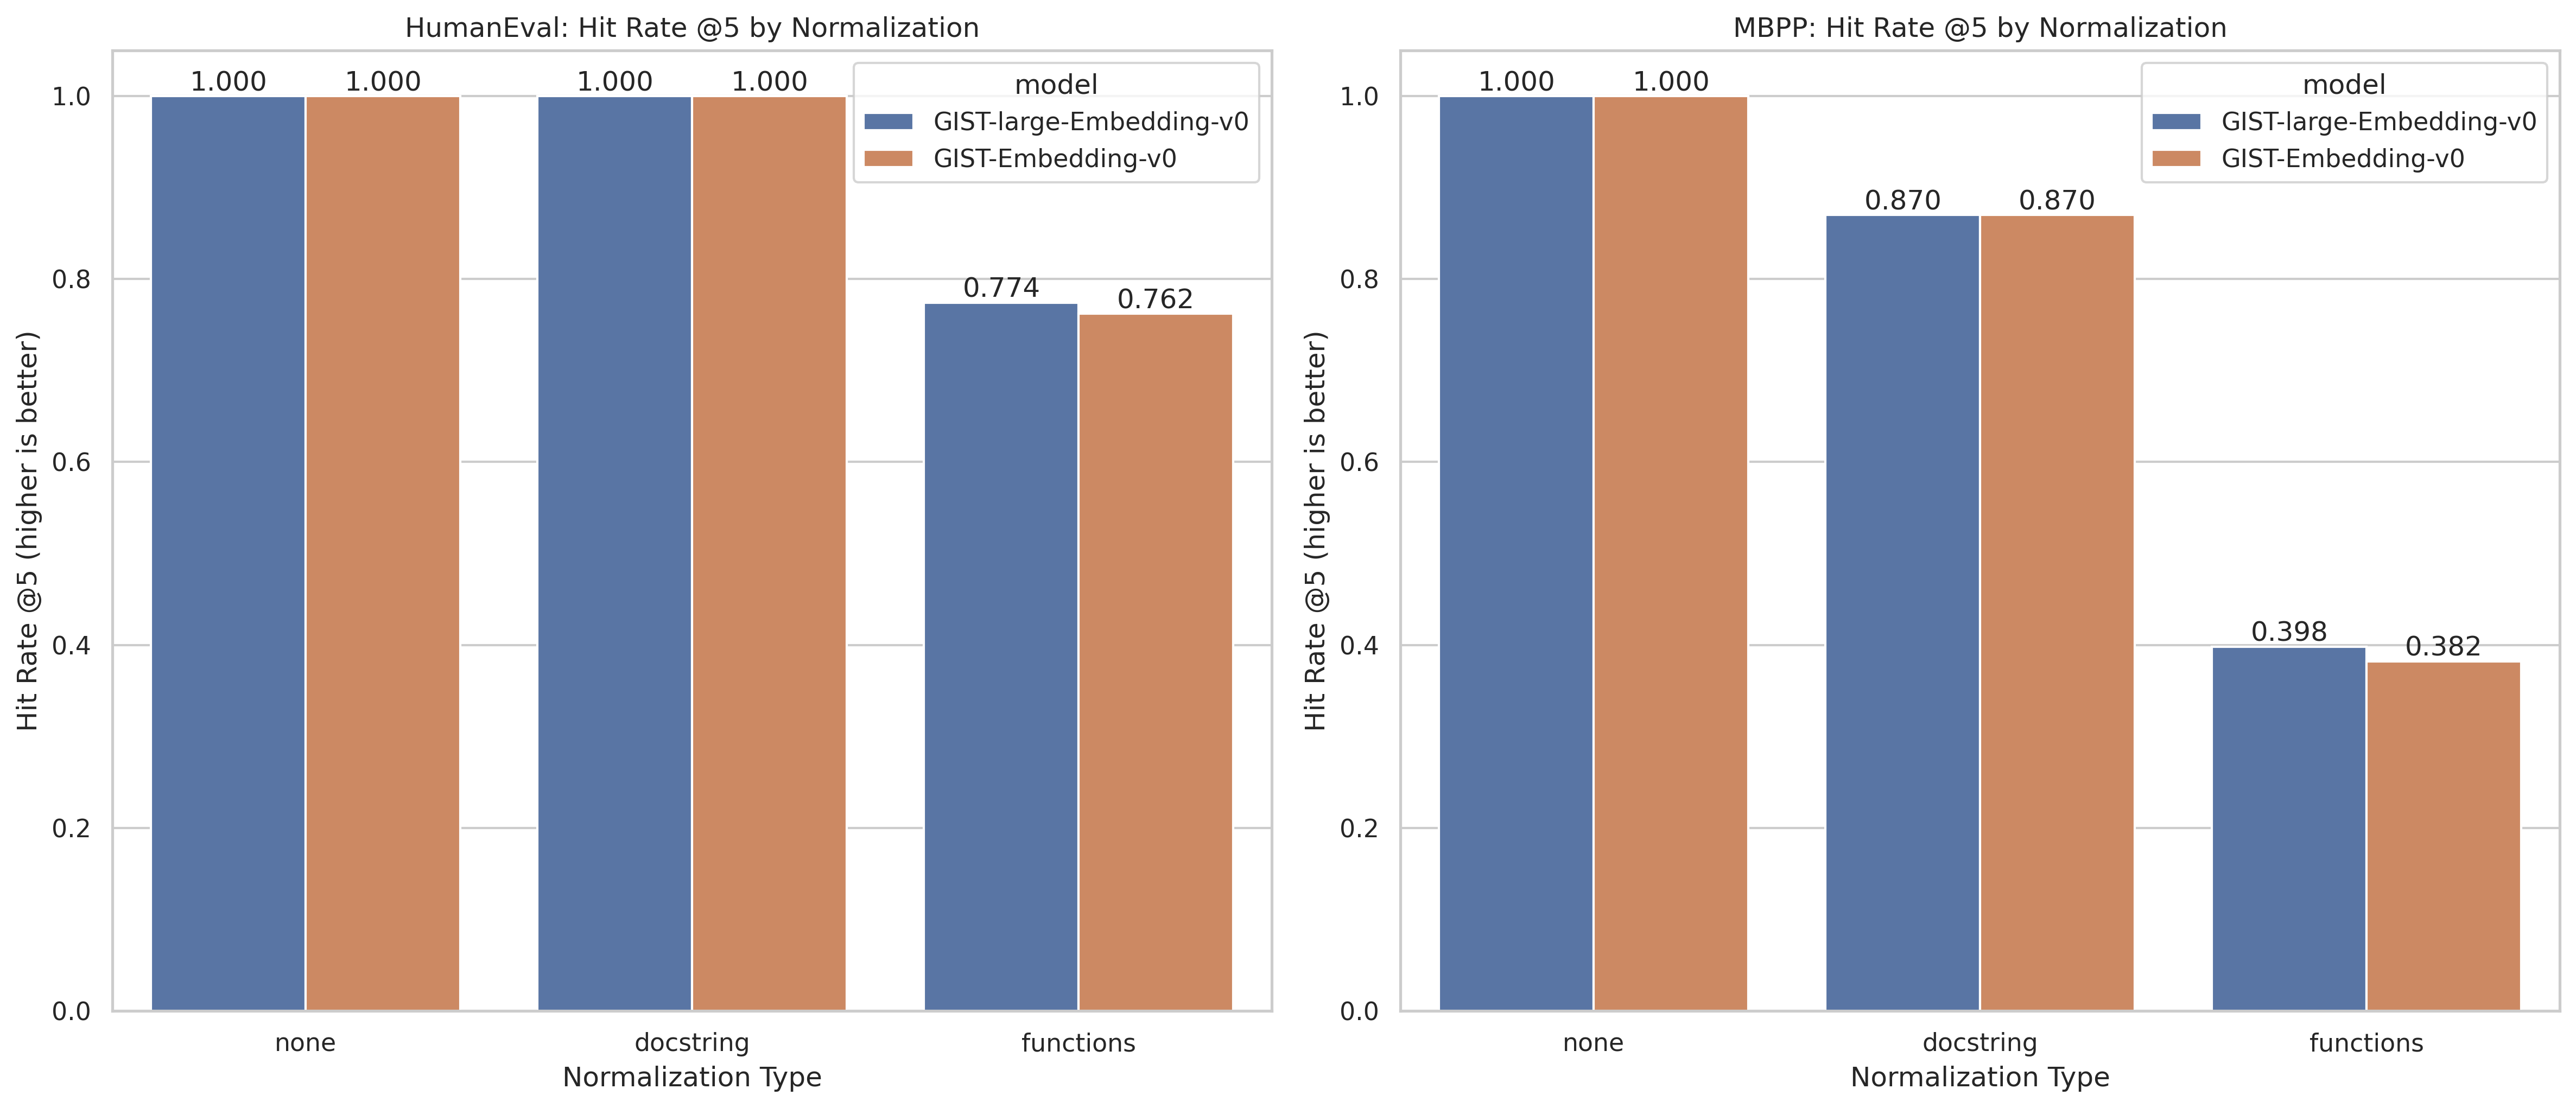 HumanEval: Hit Rate @5 by Normalization
Hit Rate @5 (higher is better)
1.0
0.8
0.6
0.4
0.2
0.0
1.000
1.000
1.000
1.000
0.774
0.762
model
GIST-large-Embedding-v0
GIST-Embedding-v0
none
docstring
functions
Normalization Type
MBPP: Hit Rate @5 by Normalization
Hit Rate @5 (higher is better)
1.0
0.8
0.6
0.4
0.2
0.0
1.000
1.000
0.870
0.870
0.398
0.382
model
GIST-large-Embedding-v0
GIST-Embedding-v0
none
docstring
functions
Normalization Type